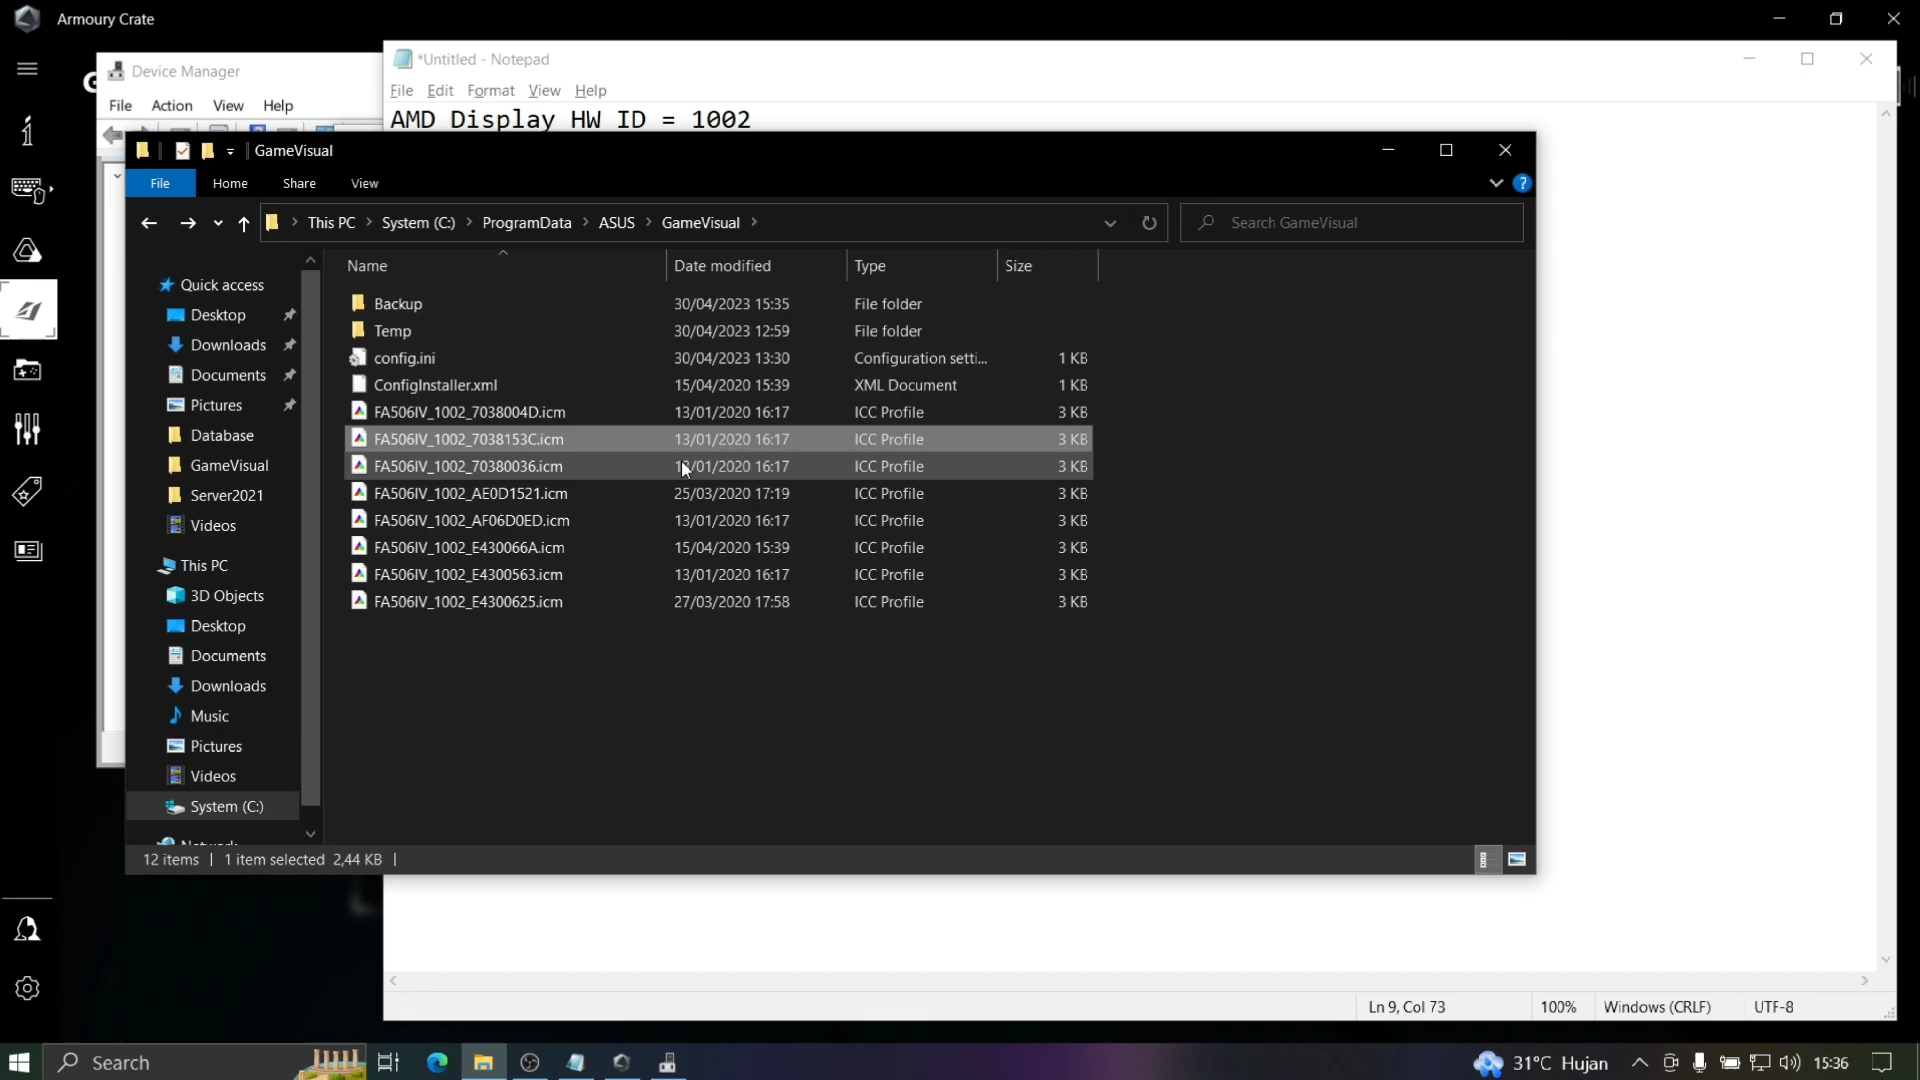 Armoury Crate
Device Manager
File Action View Help
*Untitled - Notepad
File Edit Format View Help
AMD Display HW ID = 1002
GameVisual
File Home Share View
This PC System (C:) ProgramData ASUS GameVisual
Search GameVisual
Name Date modified Type Size
Backup 30/04/2023 15:35 File folder
Temp 30/04/2023 12:59 File folder
config.ini 30/04/2023 13:30 Configuration setti... 1 KB
ConfigInstaller.xml 15/04/2020 15:39 XML Document 1 KB
FA506IV_1002_7038004D.icm 13/01/2020 16:17 ICC Profile 3 KB
FA506IV_1002_7038153C.icm 13/01/2020 16:17 ICC Profile 3 KB
FA506IV_1002_70380036.icm 13/01/2020 16:17 ICC Profile 3 KB
FA506IV_1002_AE0D1521.icm 25/03/2020 17:19 ICC Profile 3 KB
FA506IV_1002_AF06D0ED.icm 13/01/2020 16:17 ICC Profile 3 KB
FA506IV_1002_E430066A.icm 15/04/2020 15:39 ICC Profile 3 KB
FA506IV_1002_E4300563.icm 13/01/2020 16:17 ICC Profile 3 KB
FA506IV_1002_E4300625.icm 27/03/2020 17:58 ICC Profile 3 KB
Quick access
Desktop
Downloads
Documents
Pictures
Database
GameVisual
Server2021
Videos
This PC
3D Objects
Desktop
Documents
Downloads
Music
Pictures
Videos
System (C:)
12 items 1 item selected 2,44 KB
Ln 9, Col 73 100% Windows (CRLF) UTF-8
Search
31°C Hujan 15:36